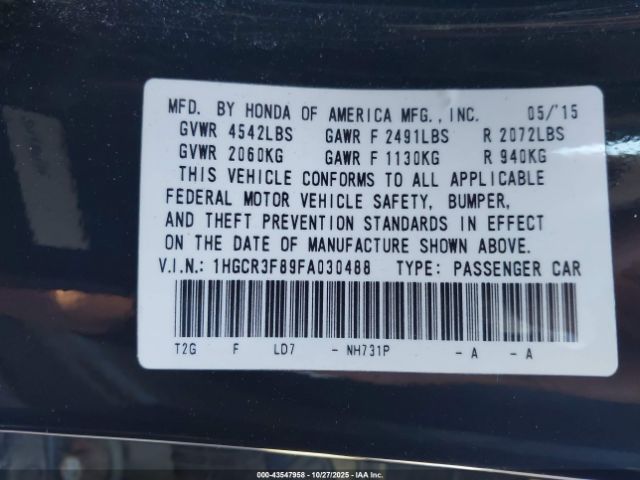 MFD. BY HONDA OF AMERICA MFG., INC. 05/'15
GVWR 4542LBS GAWR F 2491LBS R 2072LBS
GVWR 2060KG GAWR F 1130KG R 940KG
THIS VEHICLE CONFORMS TO ALL APPLICABLE
FEDERAL MOTOR VEHICLE SAFETY, BUMPER,
AND THEFT PREVENTION STANDARDS IN EFFECT
ON THE DATE OF MANUFACTURE SHOWN ABOVE.
V.I.N.: 1HGCR3F89FA030488 TYPE: PASSENGER CAR
T2G F LD7 - NH731P - A - A
000-43547958 - 10/27/2025 - IAA Inc.